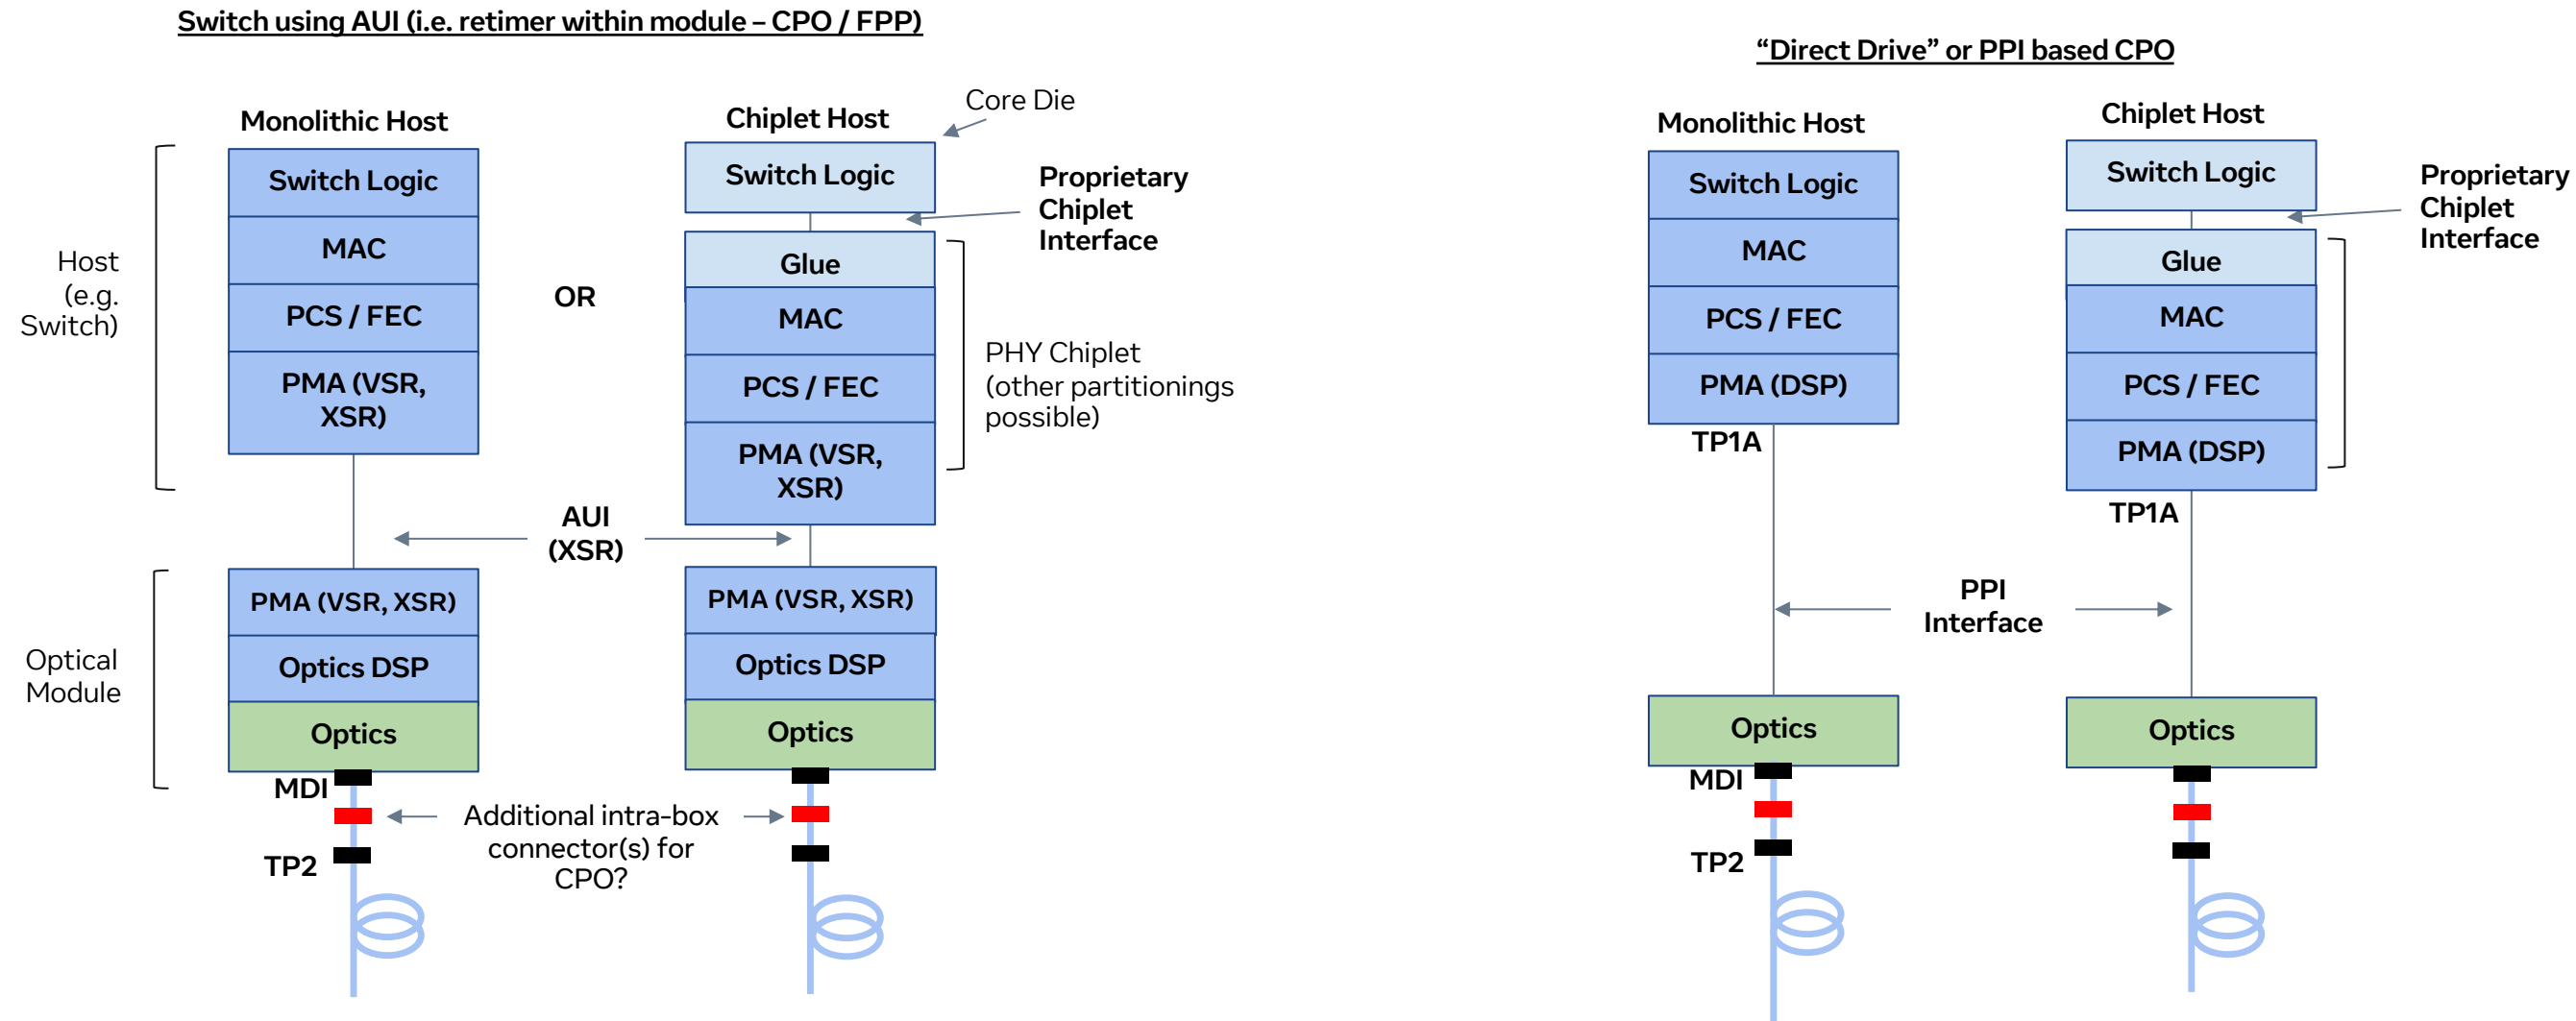 Switch using AUI (i.e. retimer within module – CPO / FPP)
Monolithic Host
Switch Logic
MAC
PCS / FEC
PMA (VSR,
XSR)
Host
(e.g.
Switch)
OR
Chiplet Host
Core Die
Switch Logic
Proprietary
Chiplet
Interface
Glue
MAC
PCS / FEC
PMA (VSR,
XSR)
PHY Chiplet
(other partitionings
possible)
AUI
(XSR)
Optical
Module
PMA (VSR, XSR)
Optics DSP
Optics
MDI
TP2
PMA (VSR, XSR)
Optics DSP
Optics
Additional intra-box
connector(s) for
CPO?
“Direct Drive” or PPI based CPO
Monolithic Host
Switch Logic
MAC
PCS / FEC
PMA (DSP)
TP1A
Chiplet Host
Switch Logic
Proprietary
Chiplet
Interface
Glue
MAC
PCS / FEC
PMA (DSP)
TP1A
PPI
Interface
Optics
MDI
TP2
Optics